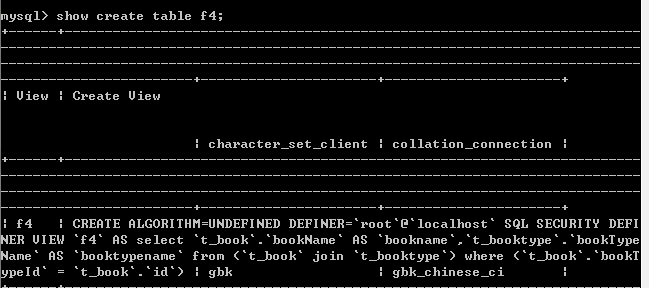 mysql> show create table f4;
+------+-------------------------------------------------------------------------
--------------------------------------------------------------------------------
--------------------------------------------------------------------------------
------------------------+----------------------+----------------------+
| View | Create View
| character_set_client | collation_connection |
+------+-------------------------------------------------------------------------
--------------------------------------------------------------------------------
--------------------------------------------------------------------------------
------------------------+----------------------+----------------------+
| f4   | CREATE ALGORITHM=UNDEFINED DEFINER=`root`@`localhost` SQL SECURITY DEFI
NER VIEW `f4` AS select `t_book`.`bookName` AS `bookname`,`t_booktype`.`bookType
Name` AS `booktypename` from (`t_book` join `t_booktype`) where (`t_book`.`bookT
ypeId` = `t_book`.`id`) | gbk                  | gbk_chinese_ci       |
+------+-------------------------------------------------------------------------